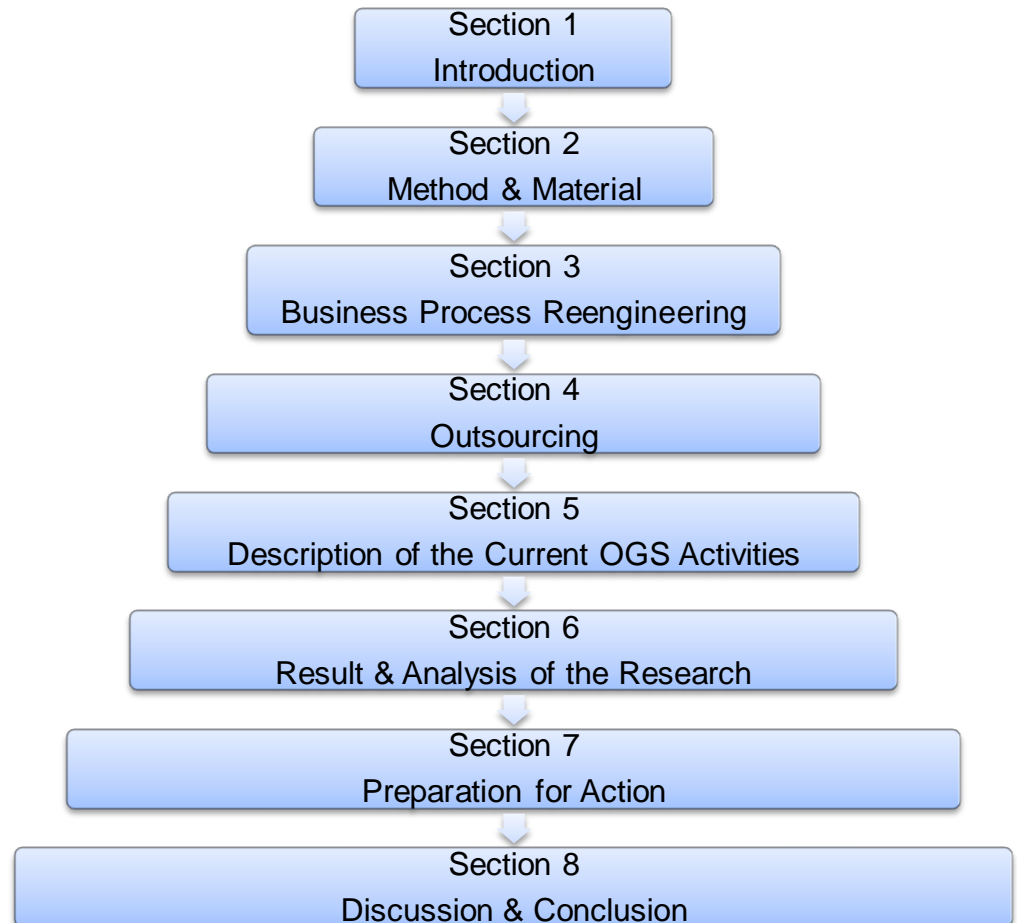 Section 1
Introduction
Section 2
Method & Material
Section 3
Business Process Reengineering
Section 4
Outsourcing
Section 5
Description of the Current OGS Activities
Section 6
Result & Analysis of the Research
Section 7
Preparation for Action
Section 8
Discussion & Conclusion